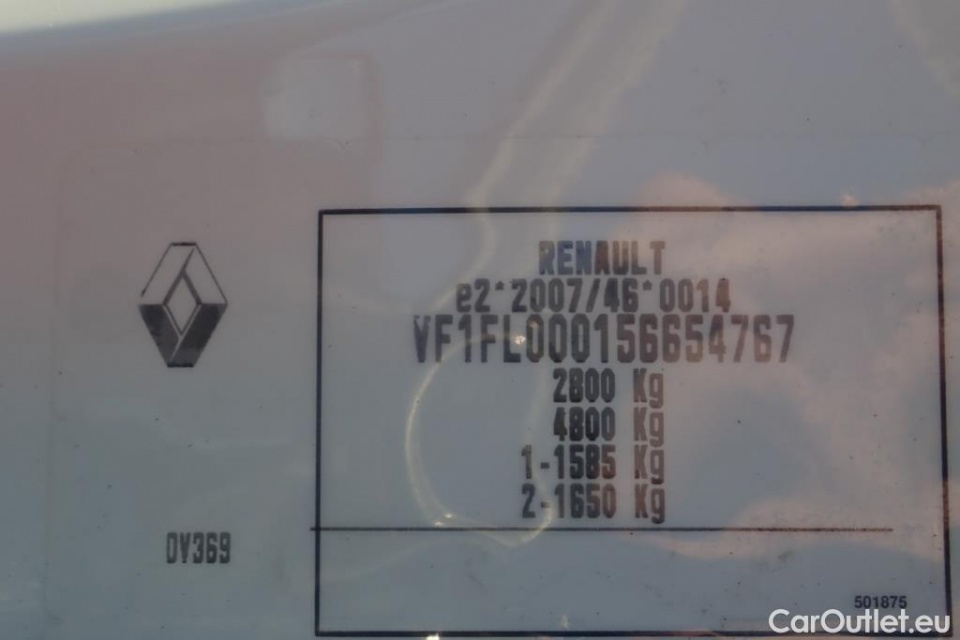 RENAULT
e2*2007/46*0014
VF1FL000156654767
2800 Kg
4800 Kg
1-1585 Kg
2-1650 Kg
OV369
501875
CarOutlet.eu